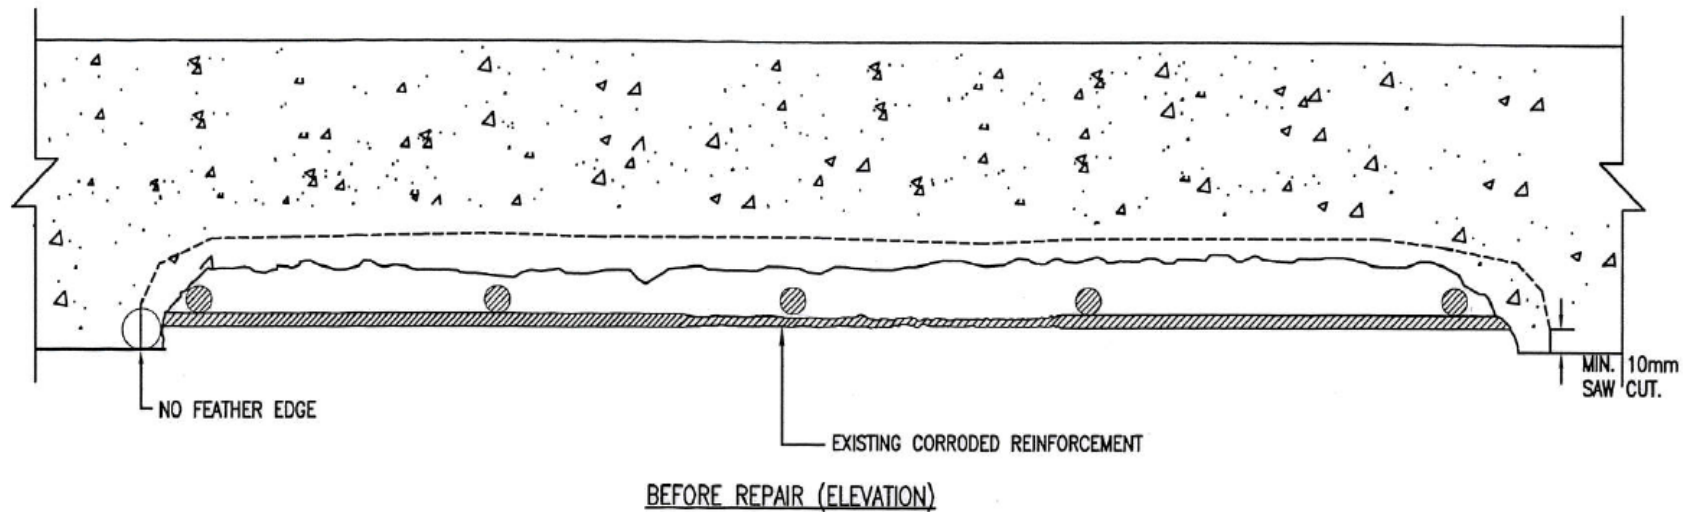 MIN. 10mm
SAW CUT.
NO FEATHER EDGE
EXISTING CORRODED REINFORCEMENT
BEFORE REPAIR (ELEVATION)